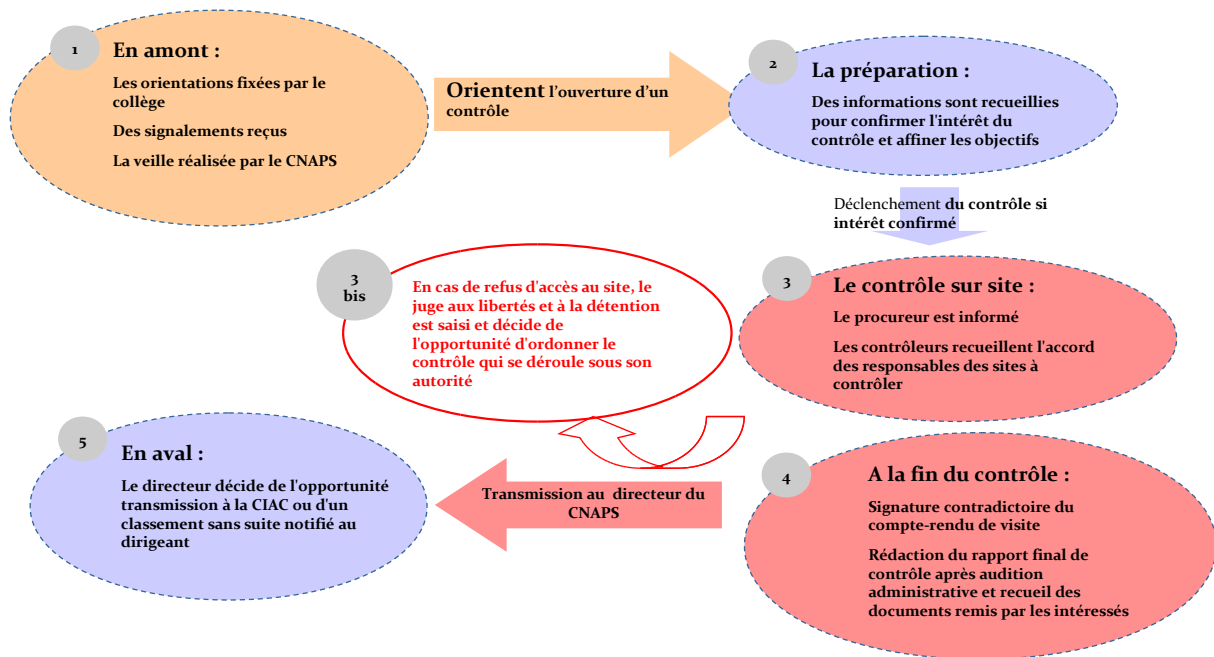 1
En amont :
Les orientations fixées par le
collège
Des signalements reçus
La veille réalisée par le CNAPS
Orientent l'ouverture d'un
contrôle
2
La préparation :
Des informations sont recueillies
pour confirmer l'intérêt du
contrôle et affiner les objectifs
Déclenchement du contrôle si
intérêt confirmé
3
Le contrôle sur site :
Le procureur est informé
Les contrôleurs recueillent l'accord
des responsables des sites à
contrôler
3
bis
En cas de refus d'accès au site, le
juge aux libertés et à la détention
est saisi et décide de
l'opportunité d'ordonner le
contrôle qui se déroule sous son
autorité
4
A la fin du contrôle :
Signature contradictoire du
compte-rendu de visite
Rédaction du rapport final de
contrôle après audition
administrative et recueil des
documents remis par les intéressés
Transmission au directeur du
CNAPS
5
En aval :
Le directeur décide de l'opportunité
transmission à la CIAC ou d'un
classement sans suite notifié au
dirigeant